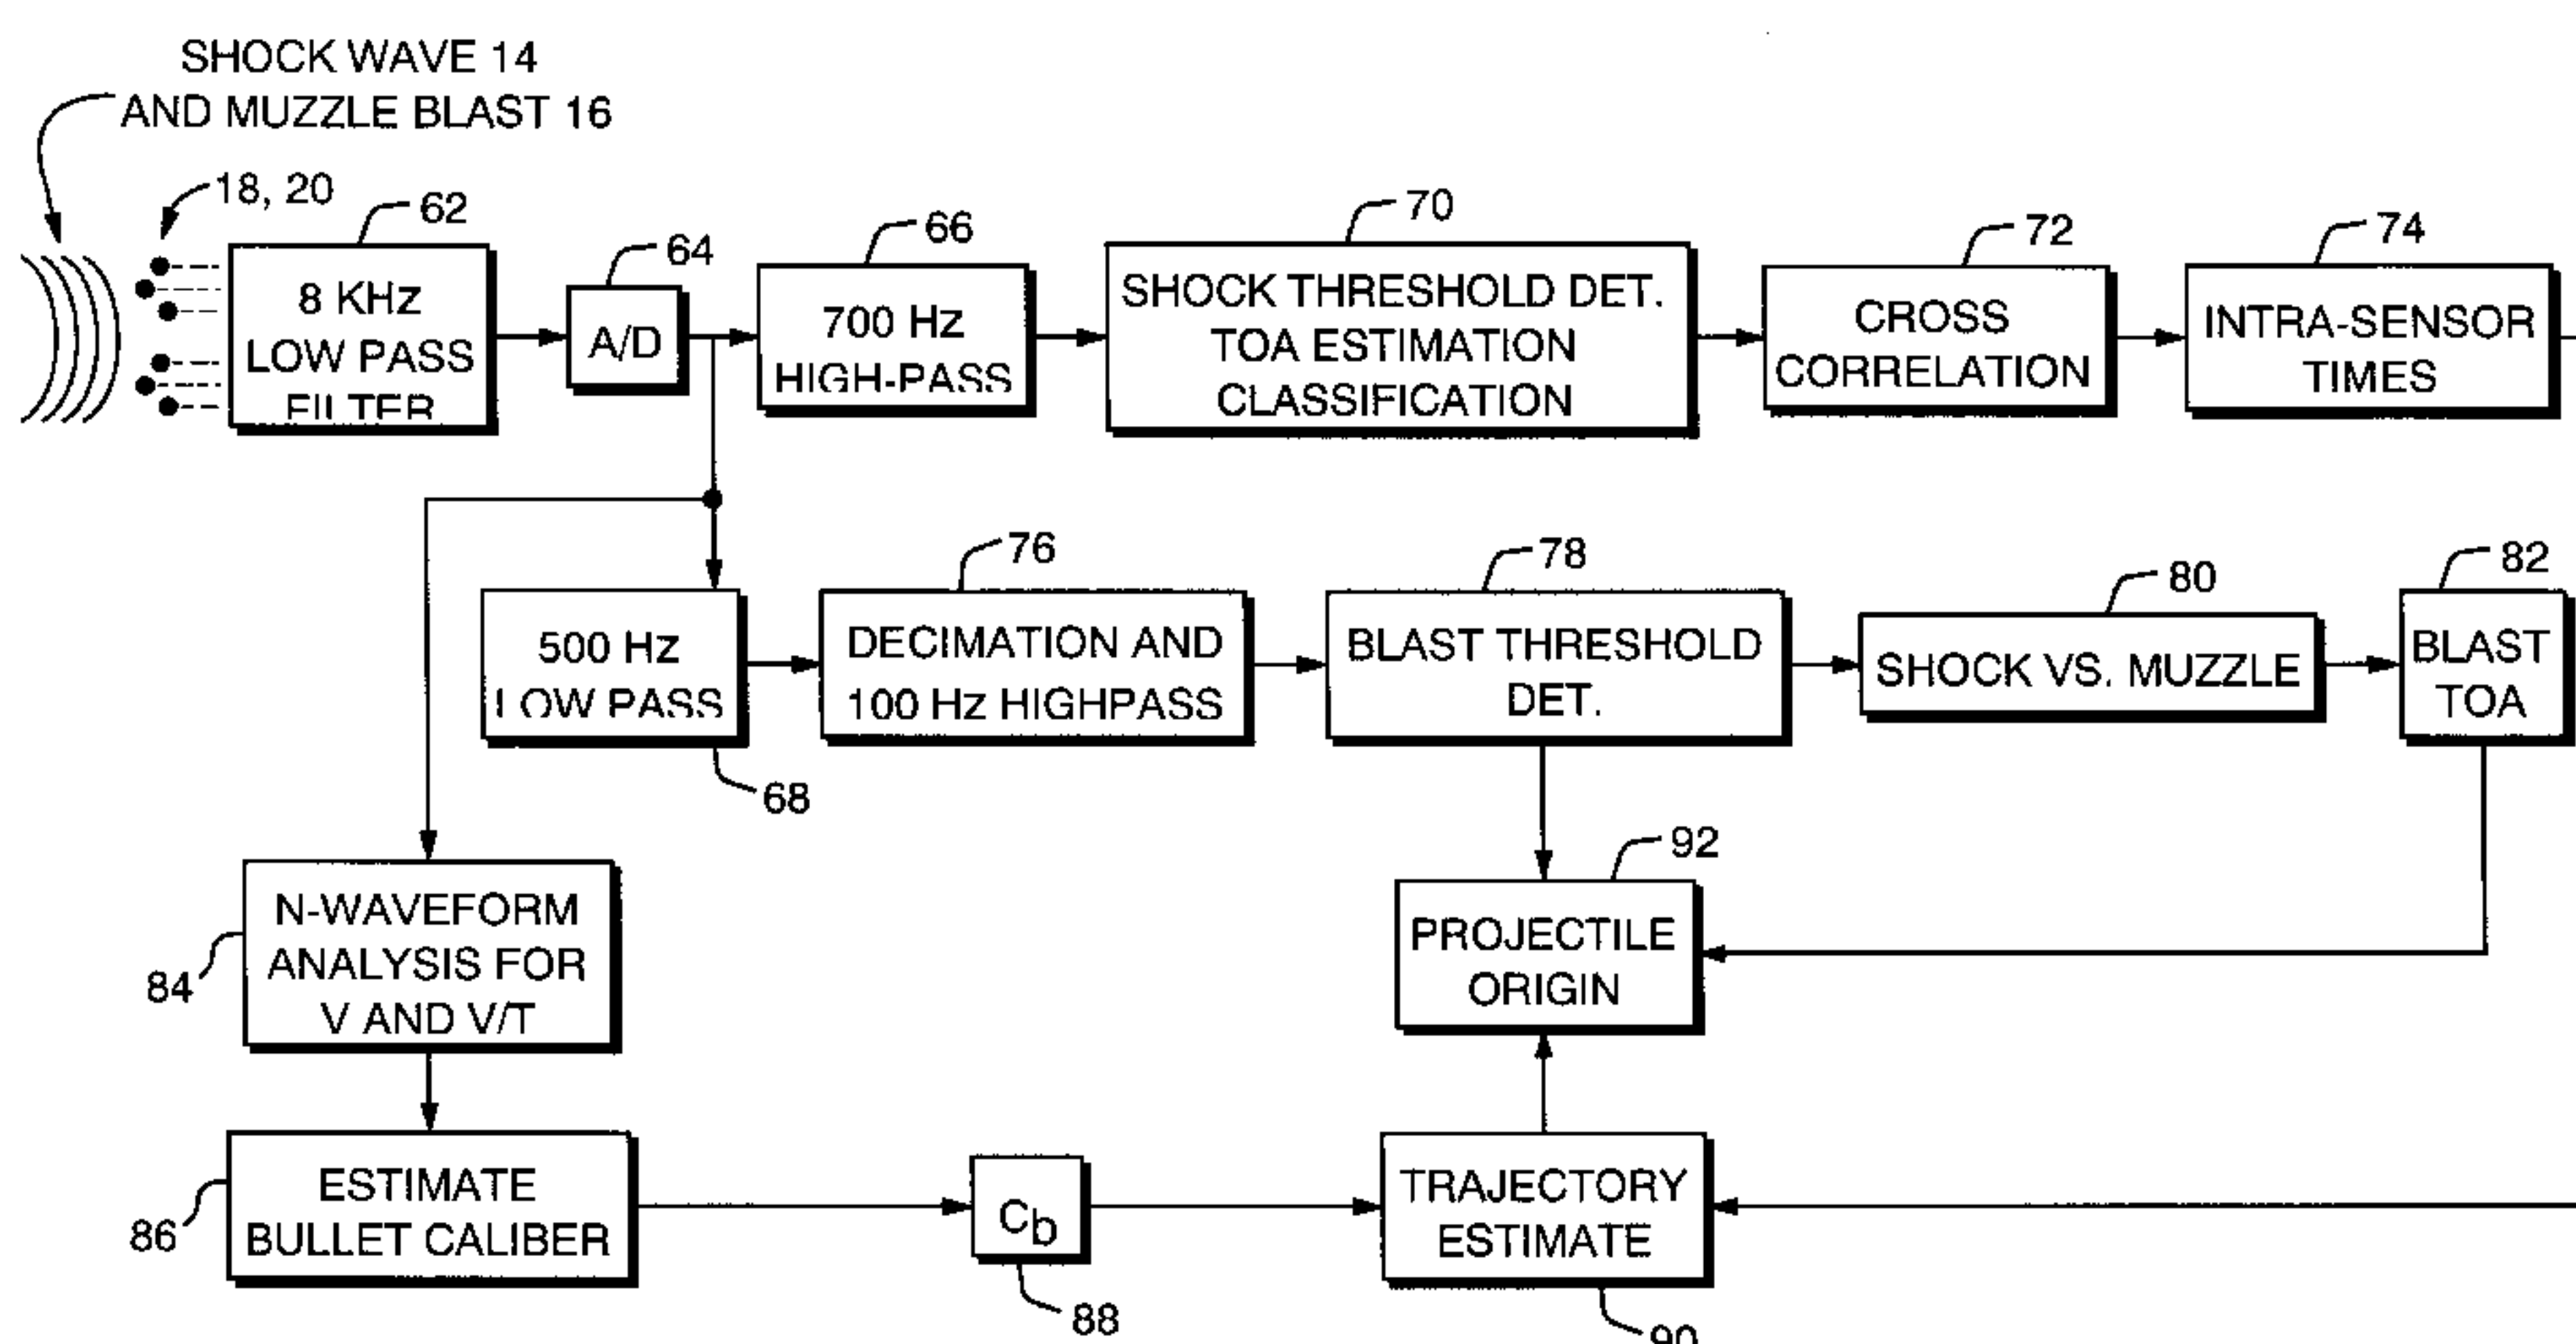 SHOCK WAVE 14
AND MUZZLE BLAST 16
18, 20
62
8 KHz
LOW PASS
FILTER
64
A/D
66
700 Hz
HIGH-PASS
70
SHOCK THRESHOLD DET.
TOA ESTIMATION
CLASSIFICATION
72
CROSS
CORRELATION
74
INTRA-SENSOR
TIMES
500 Hz
LOW PASS
68
76
DECIMATION AND
100 Hz HIGHPASS
78
BLAST THRESHOLD
DET.
80
SHOCK VS. MUZZLE
82
BLAST
TOA
84
N-WAVEFORM
ANALYSIS FOR
V AND V/T
92
PROJECTILE
ORIGIN
86
ESTIMATE
BULLET CALIBER
Cb
88
TRAJECTORY
ESTIMATE
90